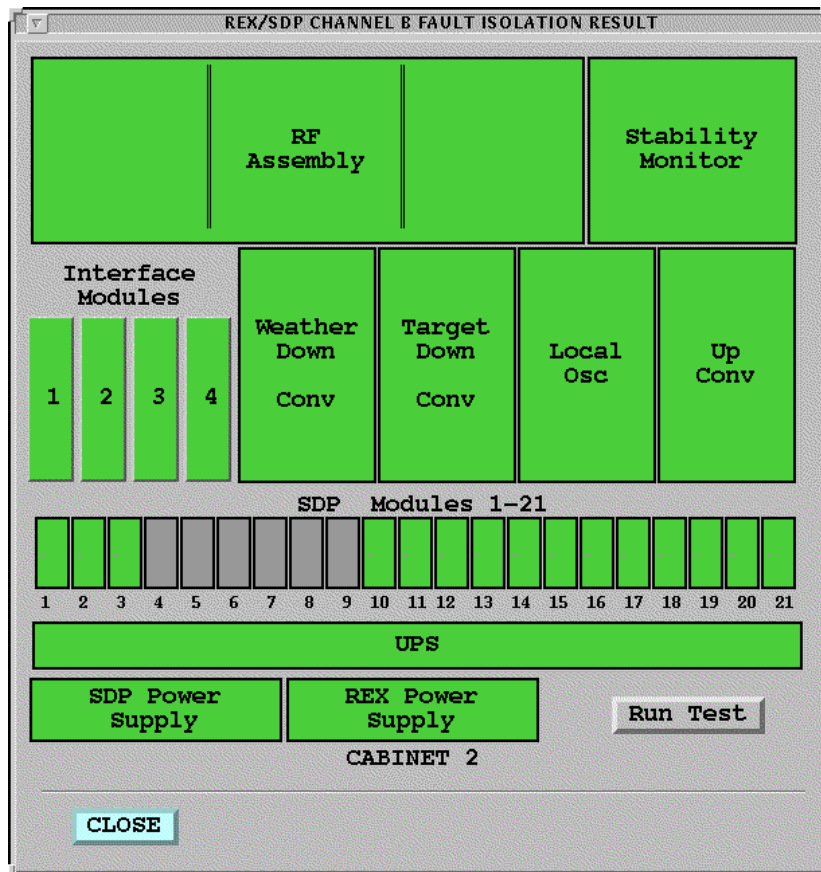 REX/SDP CHANNEL B FAULT ISOLATION RESULT
RF
Assembly
Stability
Monitor
Interface
Modules
1 2 3 4
Weather
Down
Conv
Target
Down
Conv
Local
Osc
Up
Conv
SDP Modules 1-21
1 2 3 4 5 6 7 8 9 10 11 12 13 14 15 16 17 18 19 20 21
UPS
SDP Power
Supply
REX Power
Supply
Run Test
CABINET 2
CLOSE